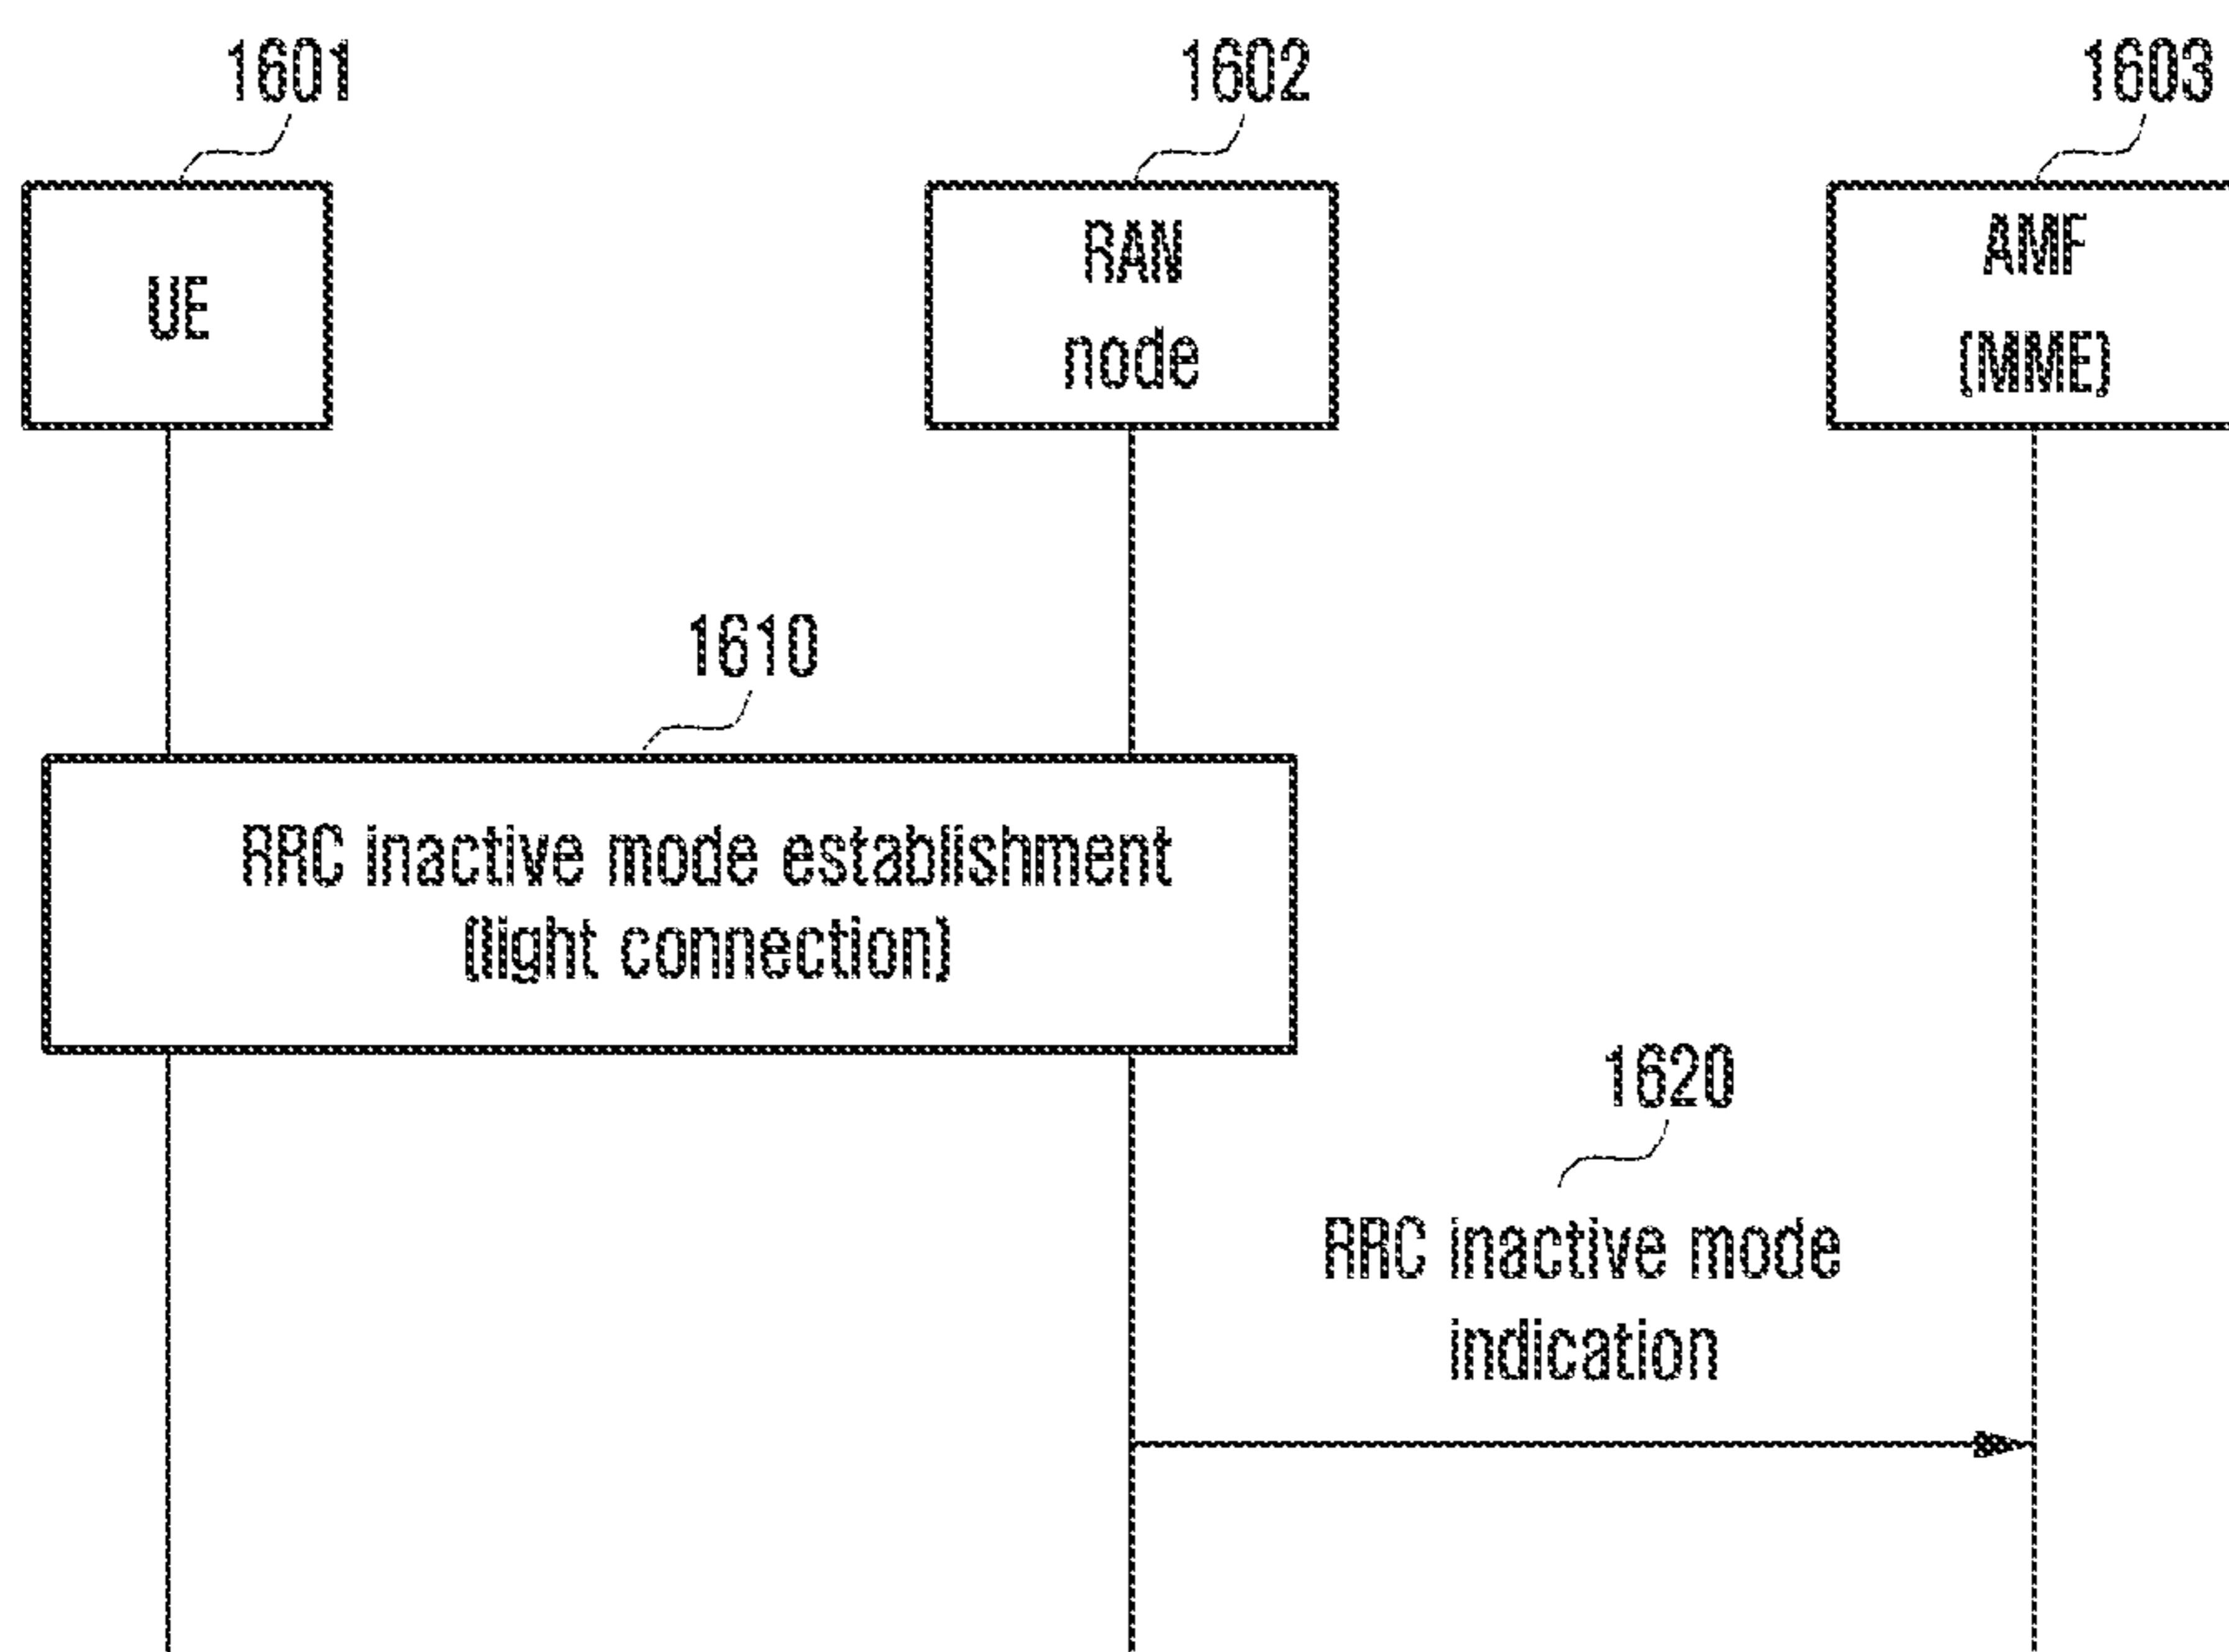 1601
1602
1603
UE
RAN
node
AMF
(MME)
1610
RRC inactive mode establishment
(light connection)
1620
RRC inactive mode
indication